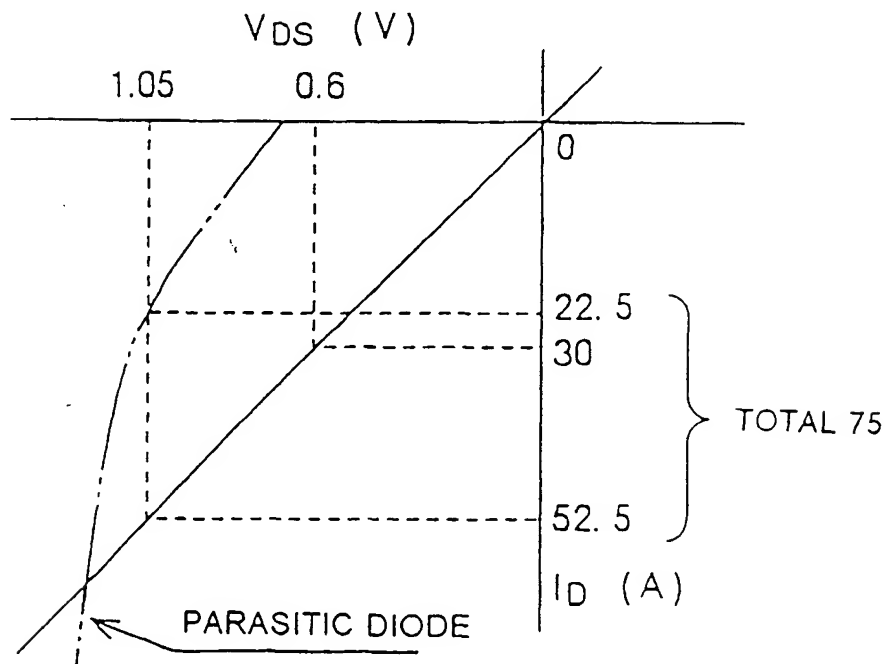 VDS (V)
1.05 0.6
0
22.5
30
TOTAL 75
52.5
ID (A)
PARASITIC DIODE